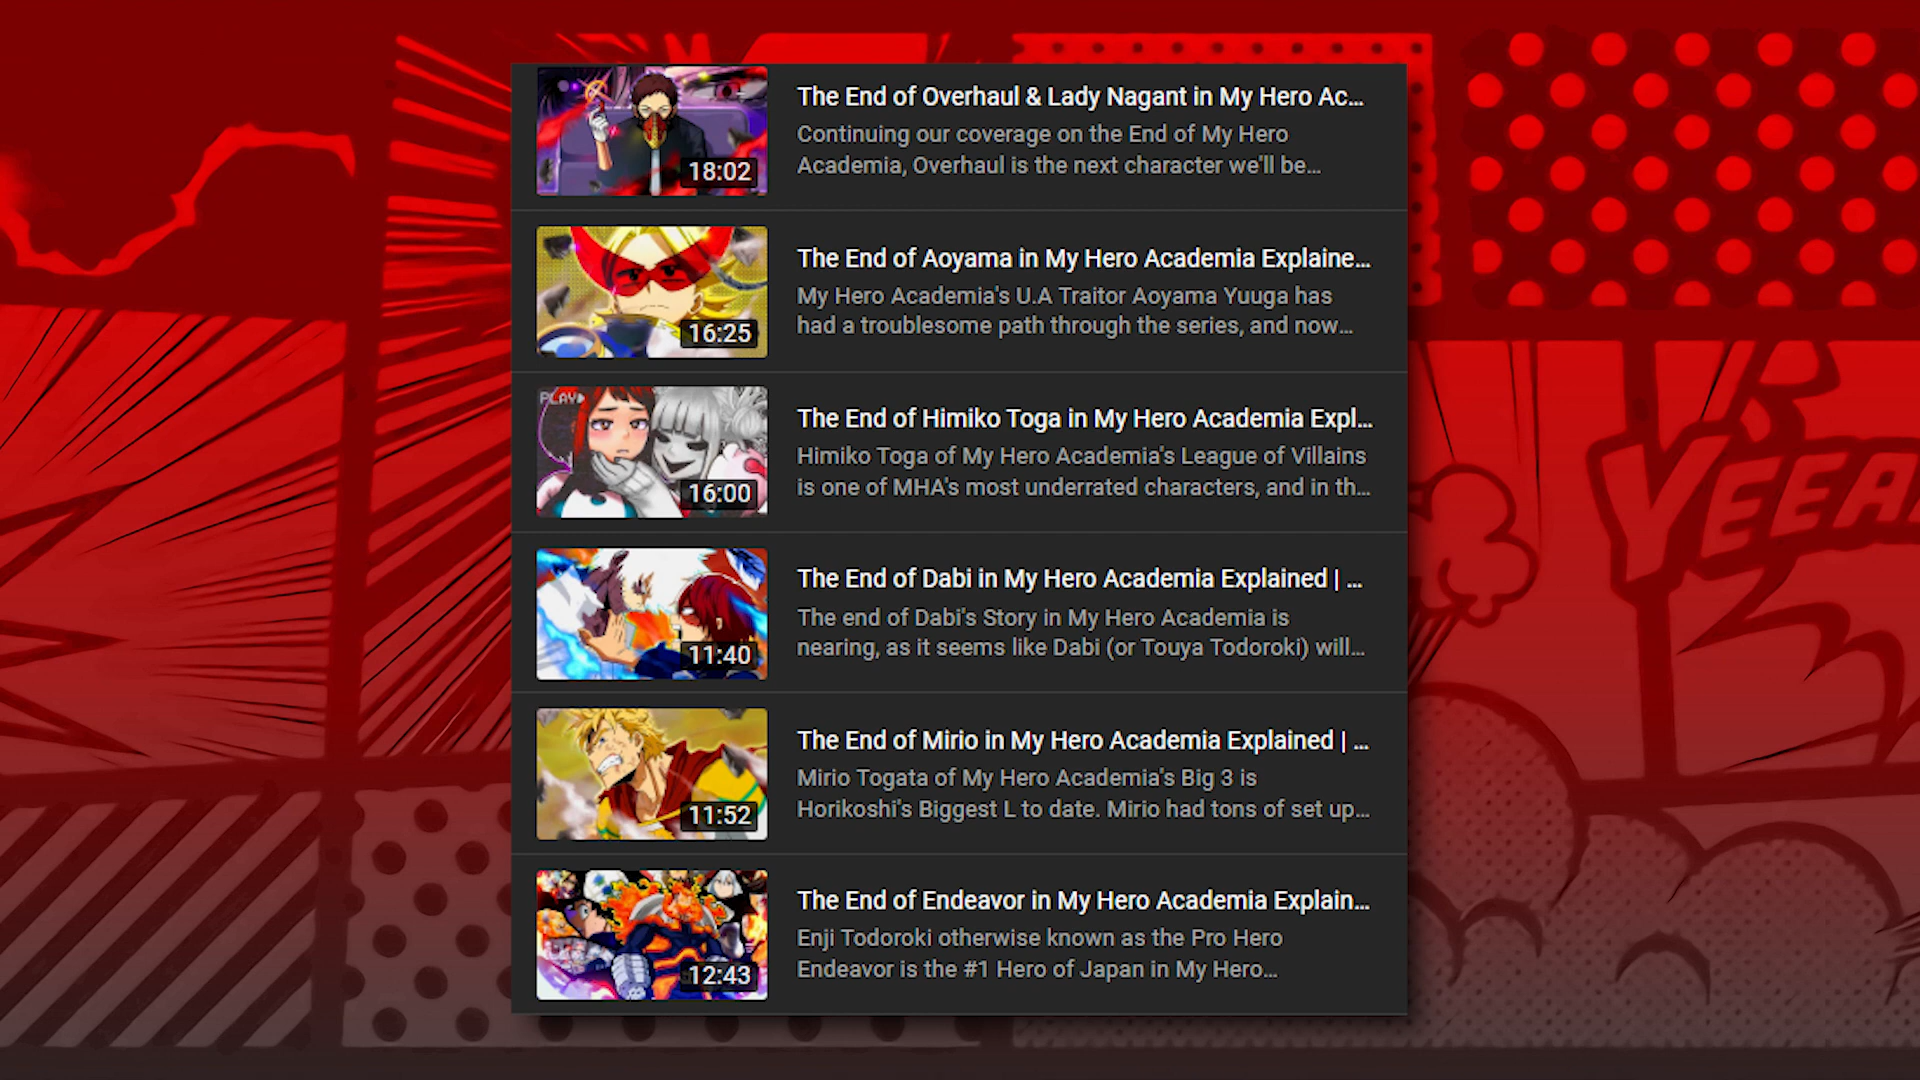 The End of Overhaul & Lady Nagant in My Hero Ac...
Continuing our coverage on the End of My Hero
Academia, Overhaul is the next character we'll be...
18:02
The End of Aoyama in My Hero Academia Explaine...
My Hero Academia's U.A Traitor Aoyama Yuuga has
had a troublesome path through the series, and now...
16:25
PLAY
The End of Himiko Toga in My Hero Academia Expl...
Himiko Toga of My Hero Academia's League of Villains
is one of MHA's most underrated characters, and in th...
16:00
The End of Dabi in My Hero Academia Explained | ...
The end of Dabi's Story in My Hero Academia is
nearing, as it seems like Dabi (or Touya Todoroki) will...
11:40
The End of Mirio in My Hero Academia Explained | ...
Mirio Togata of My Hero Academia's Big 3 is
Horikoshi's Biggest L to date. Mirio had tons of set up...
11:52
The End of Endeavor in My Hero Academia Explain...
Enji Todoroki otherwise known as the Pro Hero
Endeavor is the #1 Hero of Japan in My Hero...
12:43
YEEA